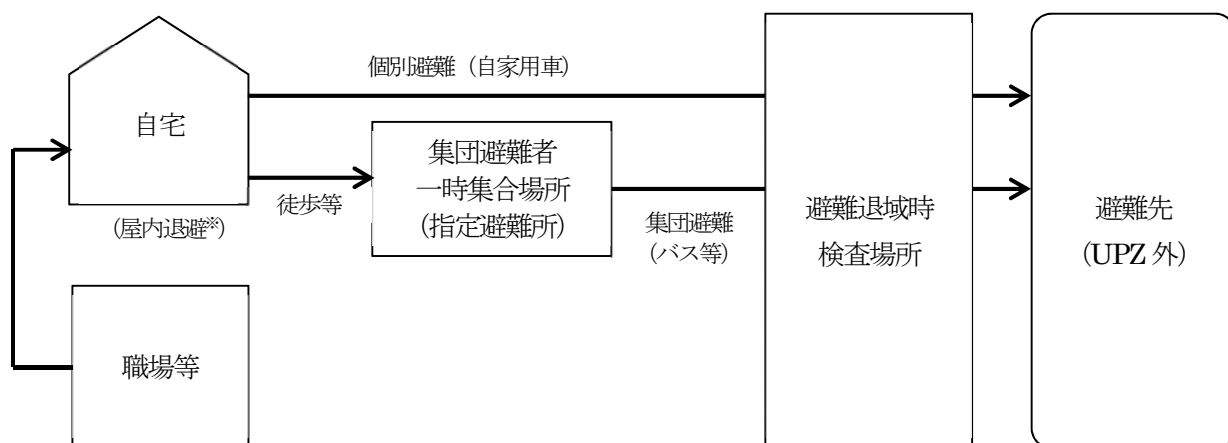 個別避難（自家用車）
自宅
(屋内退避※)
徒歩等
集団避難者
一時集合場所
(指定避難所)
集団避難
(バス等)
避難退域時
検査場所
避難先
(UPZ 外)
職場等